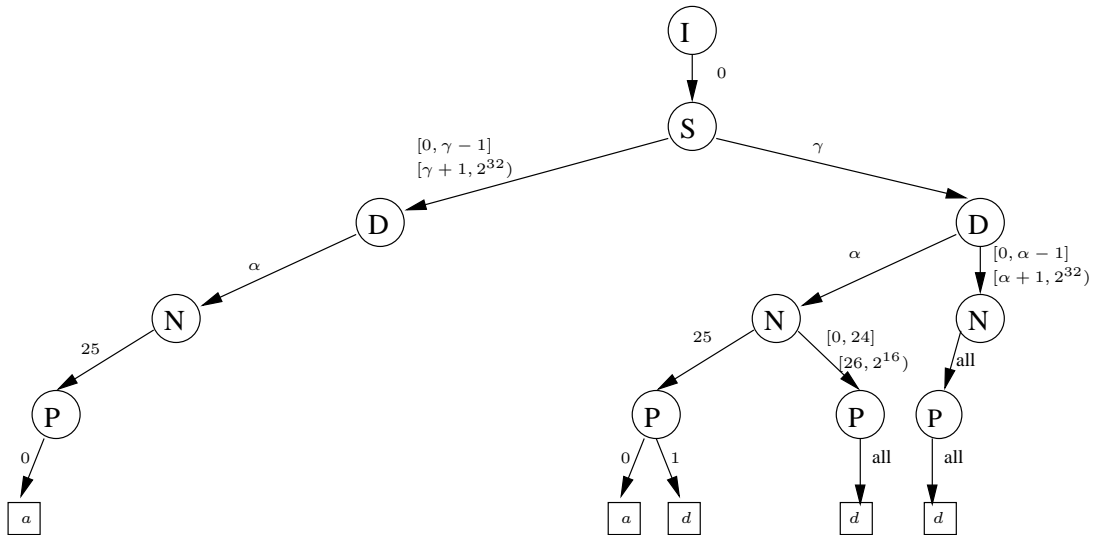 I
0
S
[0, γ − 1]
[γ + 1, 2³²)
γ
D
D
α
α
[0, α − 1]
[α + 1, 2³²)
N
N
N
25
25
[0, 24]
[26, 2¹⁶)
all
P
P
P
P
0
0
1
all
all
a
a
d
d
d